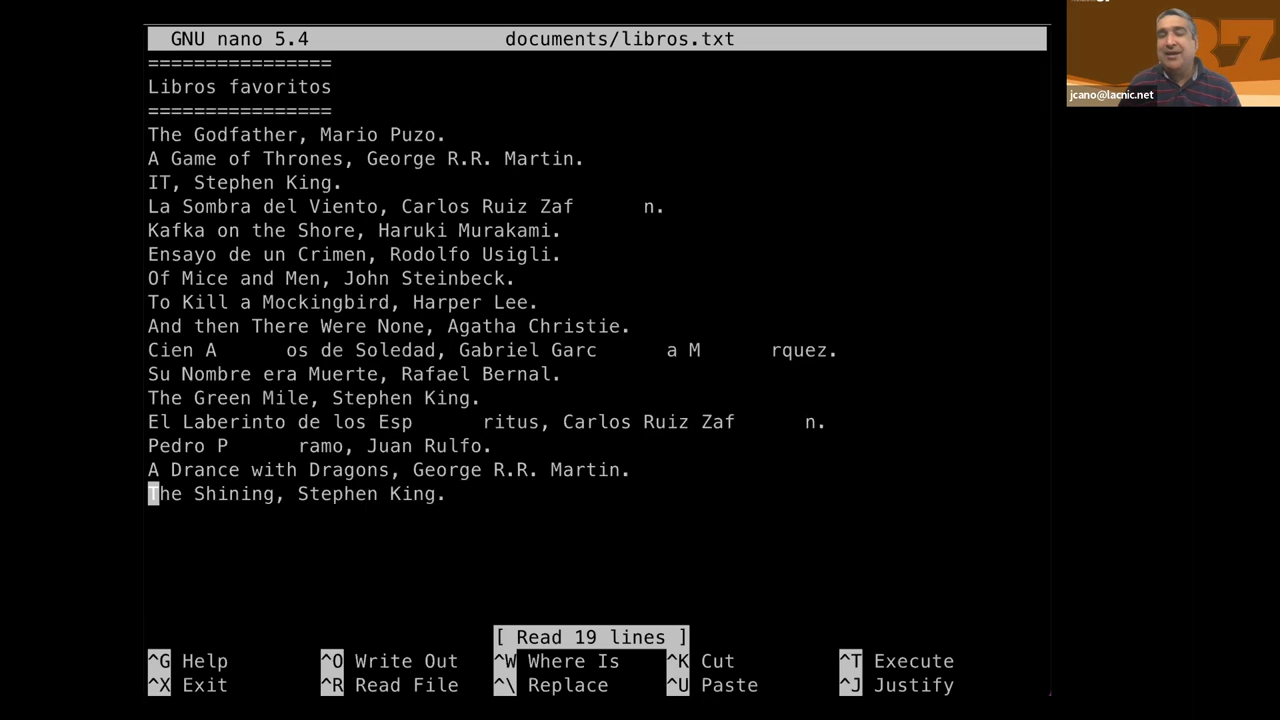 GNU nano 5.4 documents/libros.txt
================
Libros favoritos
================
The Godfather, Mario Puzo.
A Game of Thrones, George R.R. Martin.
IT, Stephen King.
La Sombra del Viento, Carlos Ruiz Zaf      n.
Kafka on the Shore, Haruki Murakami.
Ensayo de un Crimen, Rodolfo Usigli.
Of Mice and Men, John Steinbeck.
To Kill a Mockingbird, Harper Lee.
And then There Were None, Agatha Christie.
Cien A      os de Soledad, Gabriel Garc      a M      rquez.
Su Nombre era Muerte, Rafael Bernal.
The Green Mile, Stephen King.
El Laberinto de los Esp      ritus, Carlos Ruiz Zaf      n.
Pedro P      ramo, Juan Rulfo.
A Drance with Dragons, George R.R. Martin.
The Shining, Stephen King.
[ Read 19 lines ]
^G Help ^O Write Out ^W Where Is ^K Cut ^T Execute
^X Exit ^R Read File ^\ Replace ^U Paste ^J Justify
37
jcano@lacnic.net